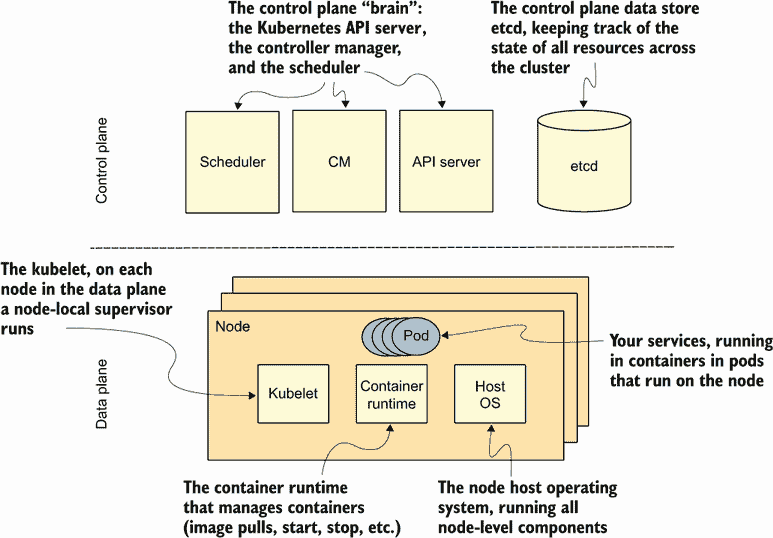 The control plane “brain”:
the Kubernetes API server,
the controller manager,
and the scheduler
The control plane data store
etcd, keeping track of the
state of all resources across
the cluster
Control plane
Scheduler
CM
API server
etcd
The kubelet, on each
node in the data plane
a node-local supervisor
runs
Data plane
Node
Pod
Kubelet
Container
runtime
Host
OS
Your services, running
in containers in pods
that run on the node
The container runtime
that manages containers
(image pulls, start, stop, etc.)
The node host operating
system, running all
node-level components